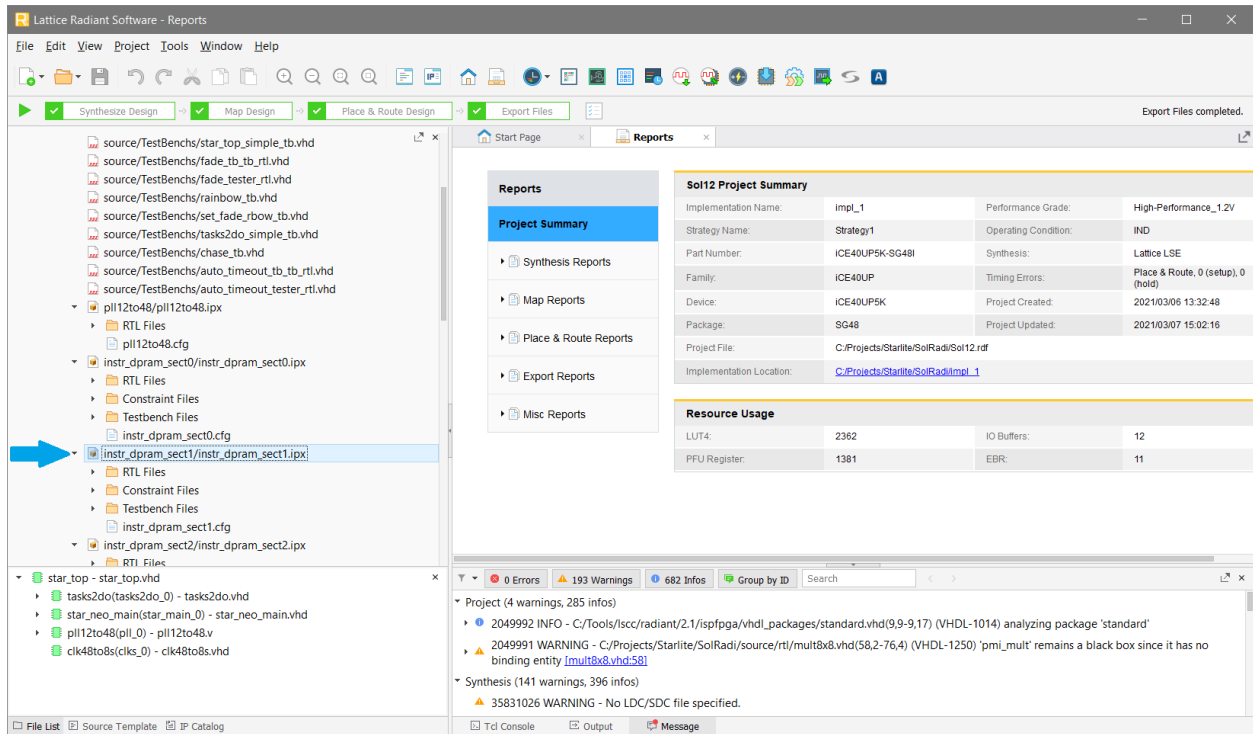 Lattice Radiant Software - Reports
File Edit View Project Tools Window Help
IP
A
Synthesize Design Map Design Place & Route Design Export Files Export Files completed.
source/TestBenchs/star_top_simple_tb.vhd
source/TestBenchs/fade_tb_tb_rtl.vhd
source/TestBenchs/fade_tester_rtl.vhd
source/TestBenchs/rainbow_tb.vhd
source/TestBenchs/set_fade_rbow_tb.vhd
source/TestBenchs/tasks2do_simple_tb.vhd
source/TestBenchs/chase_tb.vhd
source/TestBenchs/auto_timeout_tb_tb_rtl.vhd
source/TestBenchs/auto_timeout_tester_rtl.vhd
pll12to48/pll12to48.ipx
RTL Files
pll12to48.cfg
instr_dpram_sect0/instr_dpram_sect0.ipx
RTL Files
Constraint Files
Testbench Files
instr_dpram_sect0.cfg
instr_dpram_sect1/instr_dpram_sect1.ipx
RTL Files
Constraint Files
Testbench Files
instr_dpram_sect1.cfg
instr_dpram_sect2/instr_dpram_sect2.ipx
RTL Files
star_top - star_top.vhd
tasks2do(tasks2do_0) - tasks2do.vhd
star_neo_main(star_main_0) - star_neo_main.vhd
pll12to48(pll_0) - pll12to48.v
clk48to8s(clks_0) - clk48to8s.vhd
File List Source Template IP Catalog
Start Page Reports
Reports
Project Summary
Synthesis Reports
Map Reports
Place & Route Reports
Export Reports
Misc Reports
Sol12 Project Summary
Implementation Name: impl_1 Performance Grade: High-Performance_1.2V
Strategy Name: Strategy1 Operating Condition: IND
Part Number: iCE40UP5K-SG48I Synthesis: Lattice LSE
Family: iCE40UP Timing Errors: Place & Route, 0 (setup), 0
(hold)
Device: iCE40UP5K Project Created: 2021/03/06 13:32:48
Package: SG48 Project Updated: 2021/03/07 15:02:16
Project File: C:/Projects/Starlite/SolRadi/Sol12.rdf
Implementation Location: C:/Projects/Starlite/SolRadi/impl_1
Resource Usage
LUT4: 2362 IO Buffers: 12
PFU Register: 1381 EBR: 11
0 Errors 193 Warnings 682 Infos Group by ID Search
Project (4 warnings, 285 infos)
2049992 INFO - C:/Tools/lscc/radiant/2.1/ispfpga/vhdl_packages/standard.vhd(9,9-9,17) (VHDL-1014) analyzing package 'standard'
2049991 WARNING - C:/Projects/Starlite/SolRadi/source/rtl/mult8x8.vhd(58,2-76,4) (VHDL-1250) 'pmi_mult' remains a black box since it has no
binding entity [mult8x8.vhd:58]
Synthesis (141 warnings, 396 infos)
35831026 WARNING - No LDC/SDC file specified.
Tcl Console Output Message